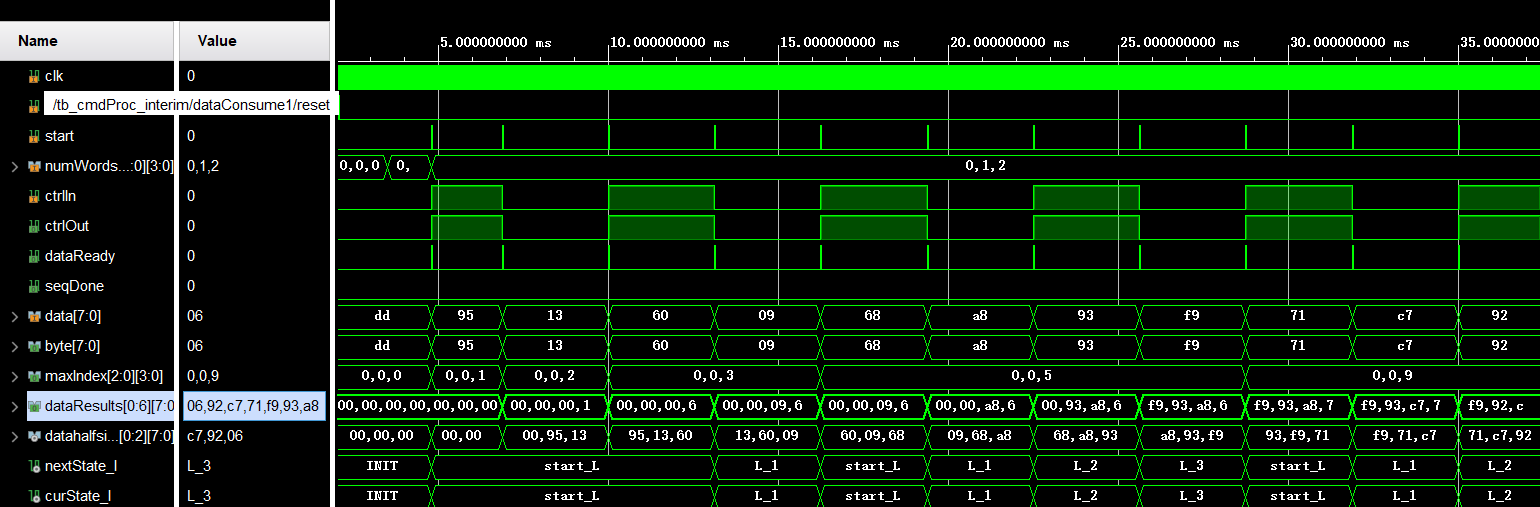 Name Value
5.000000000 ms 10.000000000 ms 15.000000000 ms 20.000000000 ms 25.000000000 ms 30.000000000 ms 35.0000000
clk 0
/tb_cmdProc_interim/dataConsume1/reset
start 0
numWords...:0][3:0] 0,1,2 0,0,0 0, 0,1,2
ctrlIn 0
ctrlOut 0
dataReady 0
seqDone 0
data[7:0] 06 dd 95 13 60 09 68 a8 93 f9 71 c7 92
byte[7:0] 06 dd 95 13 60 09 68 a8 93 f9 71 c7 92
maxIndex[2:0][3:0] 0,0,9 0,0,0 0,0,1 0,0,2 0,0,3 0,0,5 0,0,9
dataResults[0:6][7:0 06,92,c7,71,f9,93,a8 00,00,00,00,00,00 00,00,00,1 00,00,00,6 00,00,09,6 00,00,09,6 00,00,a8,6 00,93,a8,6 f9,93,a8,6 f9,93,a8,7 f9,93,c7,7 f9,92,c
datahalfsi...[0:2][7:0] c7,92,06 00,00,00 00,00 00,95,13 95,13,60 13,60,09 60,09,68 09,68,a8 68,a8,93 a8,93,f9 93,f9,71 f9,71,c7 71,c7,92
nextState_l L_3 INIT start_L L_1 start_L L_1 L_2 L_3 start_L L_1 L_2
curState_l L_3 INIT start_L L_1 start_L L_1 L_2 L_3 start_L L_1 L_2